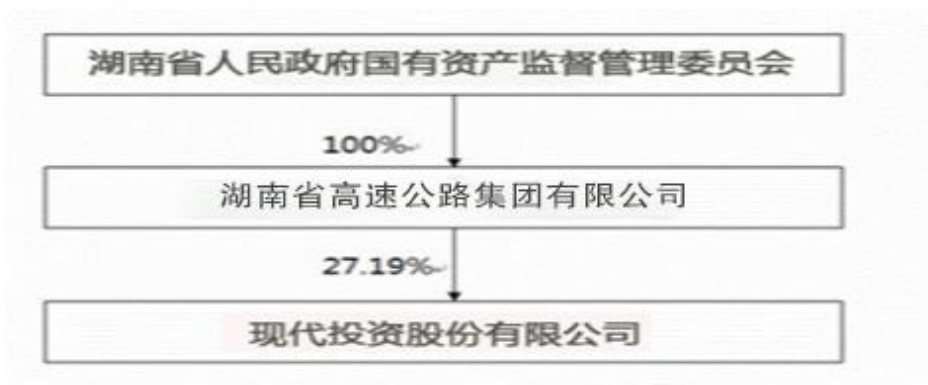 湖南省人民政府国有资产监督管理委员会
100%
湖南省高速公路集团有限公司
27.19%
现代投资股份有限公司